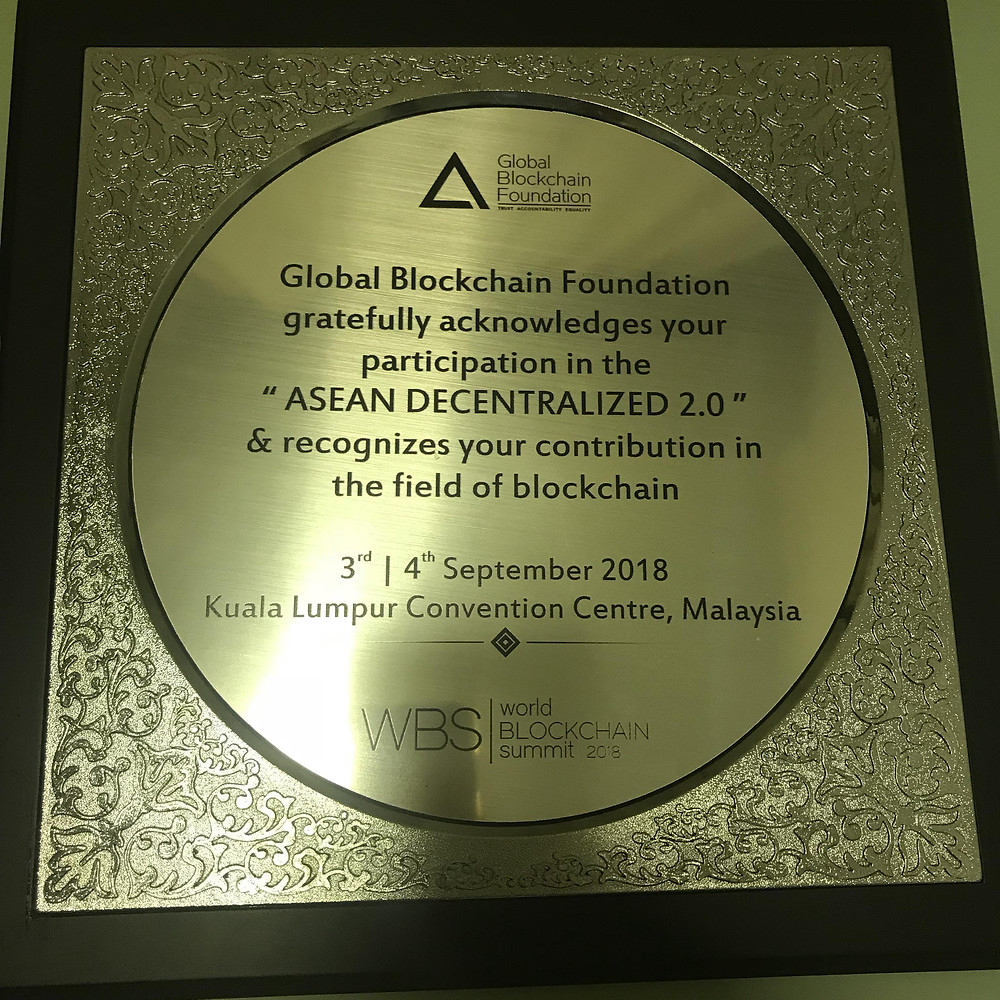 Global
Blockchain
Foundation
TRUST ACCOUNTABILITY EQUALITY
Global Blockchain Foundation
gratefully acknowledges your
participation in the
“ ASEAN DECENTRALIZED 2.0 ”
& recognizes your contribution in
the field of blockchain
3rd | 4th September 2018
Kuala Lumpur Convention Centre, Malaysia
WBS
world
BLOCKCHAIN
summit 2018